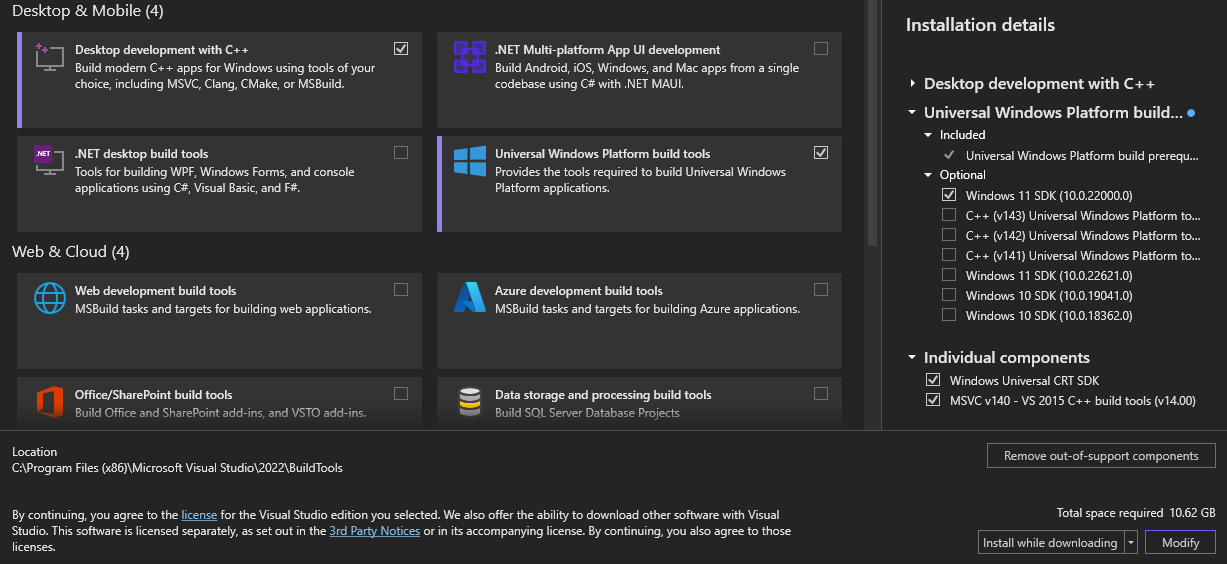 Desktop & Mobile (4)
Desktop development with C++
Build modern C++ apps for Windows using tools of your
choice, including MSVC, Clang, CMake, or MSBuild.
.NET Multi-platform App UI development
Build Android, iOS, Windows, and Mac apps from a single
codebase using C# with .NET MAUI.
.NET
.NET desktop build tools
Tools for building WPF, Windows Forms, and console
applications using C#, Visual Basic, and F#.
Universal Windows Platform build tools
Provides the tools required to build Universal Windows
Platform applications.
Web & Cloud (4)
Web development build tools
MSBuild tasks and targets for building web applications.
Azure development build tools
MSBuild tasks and targets for building Azure applications.
Office/SharePoint build tools
Build Office and SharePoint add-ins, and VSTO add-ins.
Data storage and processing build tools
Build SQL Server Database Projects
Installation details
Desktop development with C++
Universal Windows Platform build...
Included
Universal Windows Platform build prerequ...
Optional
Windows 11 SDK (10.0.22000.0)
C++ (v143) Universal Windows Platform to...
C++ (v142) Universal Windows Platform to...
C++ (v141) Universal Windows Platform to...
Windows 11 SDK (10.0.22621.0)
Windows 10 SDK (10.0.19041.0)
Windows 10 SDK (10.0.18362.0)
Individual components
Windows Universal CRT SDK
MSVC v140 - VS 2015 C++ build tools (v14.00)
Location
C:\Program Files (x86)\Microsoft Visual Studio\2022\BuildTools
Remove out-of-support components
By continuing, you agree to the license for the Visual Studio edition you selected. We also offer the ability to download other software with Visual
Studio. This software is licensed separately, as set out in the 3rd Party Notices or in its accompanying license. By continuing, you also agree to those
licenses.
Total space required 10.62 GB
Install while downloading
Modify